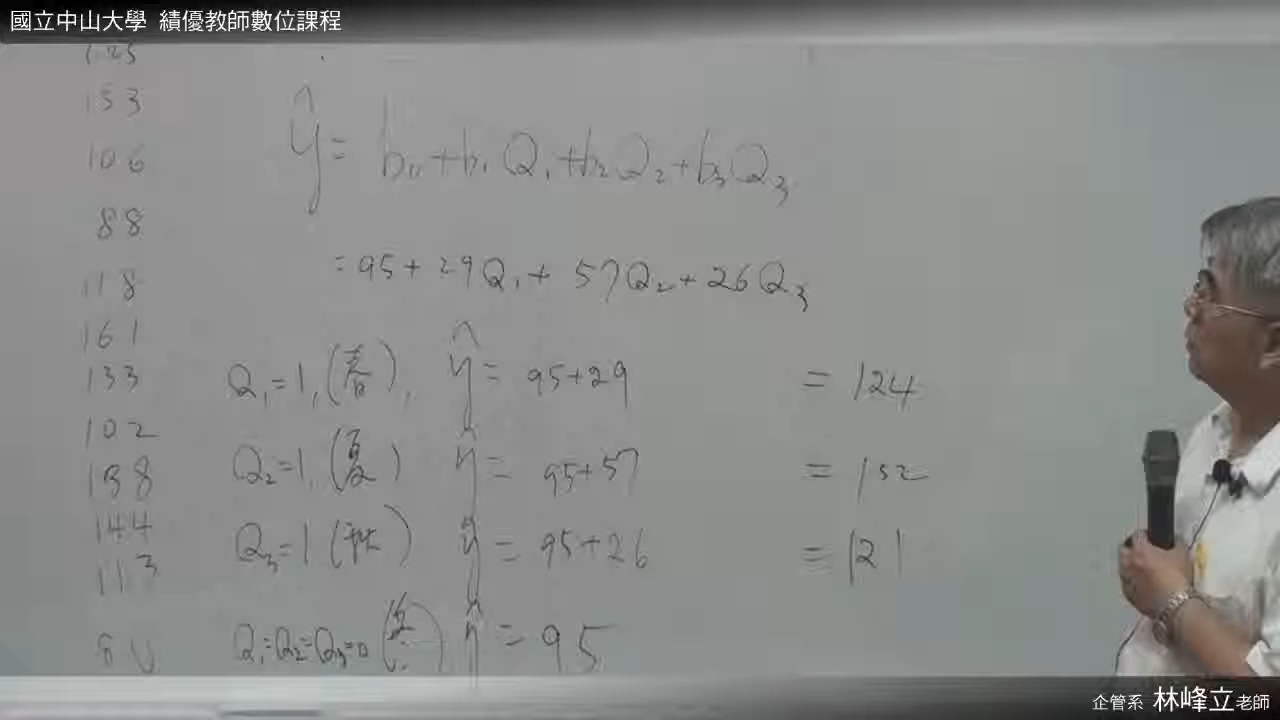 國立中山大學 績優教師數位課程
125
153
106
88
118
161
133
102
138
144
113
80
ŷ = b₀+b₁Q₁+b₂Q₂+b₃Q₃
=95+29Q₁+57Q₂+26Q₃
Q₁=1,(春), ŷ= 95+29 = 124
Q₂=1,(夏) ŷ= 95+57 = 152
Q₃=1(秋) ŷ= 95+26 = 121
Q₁=Q₂=Q₃=0(冬), ŷ=95
企管系 林峰立老師